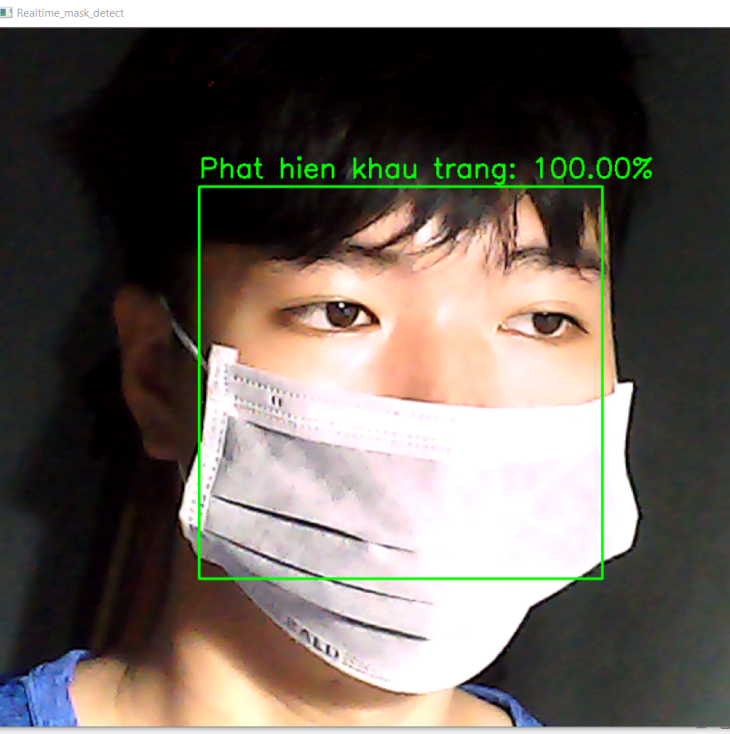 Realtime_mask_detect
Phat hien khau trang: 100.00%